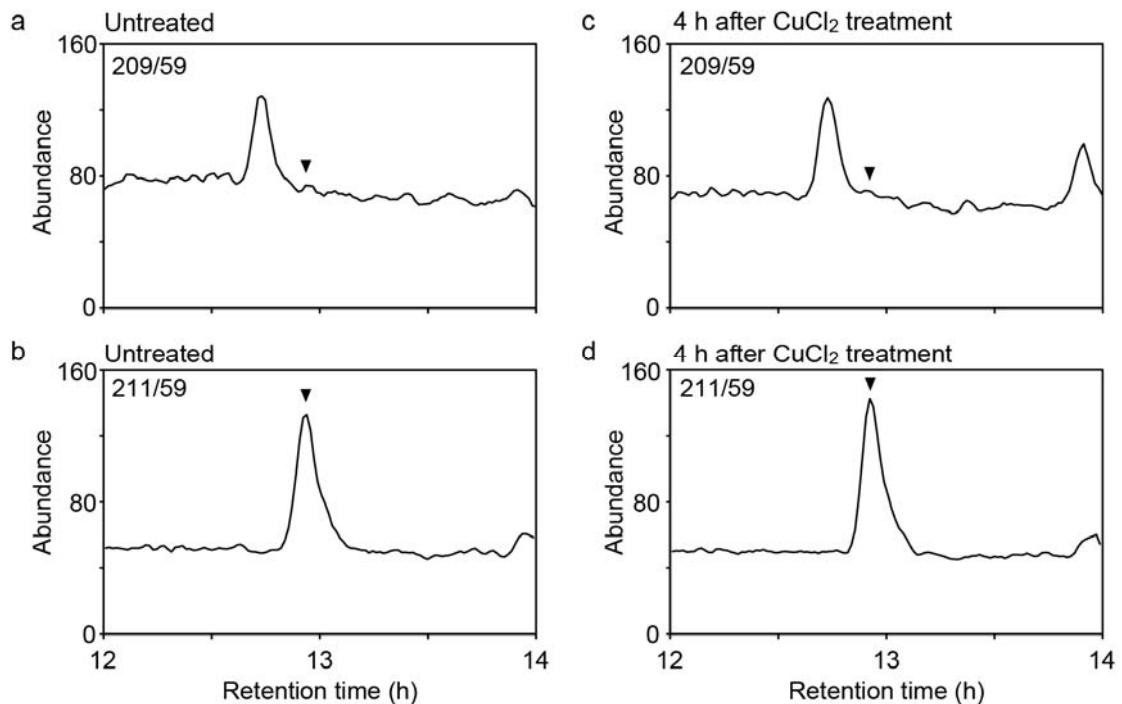 a Untreated
160
209/59
80
0
Abundance
c 4 h after CuCl₂ treatment
209/59
80
0
160
Abundance
b Untreated
160
211/59
80
0
Abundance
12 13 14
Retention time (h)
d 4 h after CuCl₂ treatment
160
211/59
80
0
Abundance
12 13 14
Retention time (h)